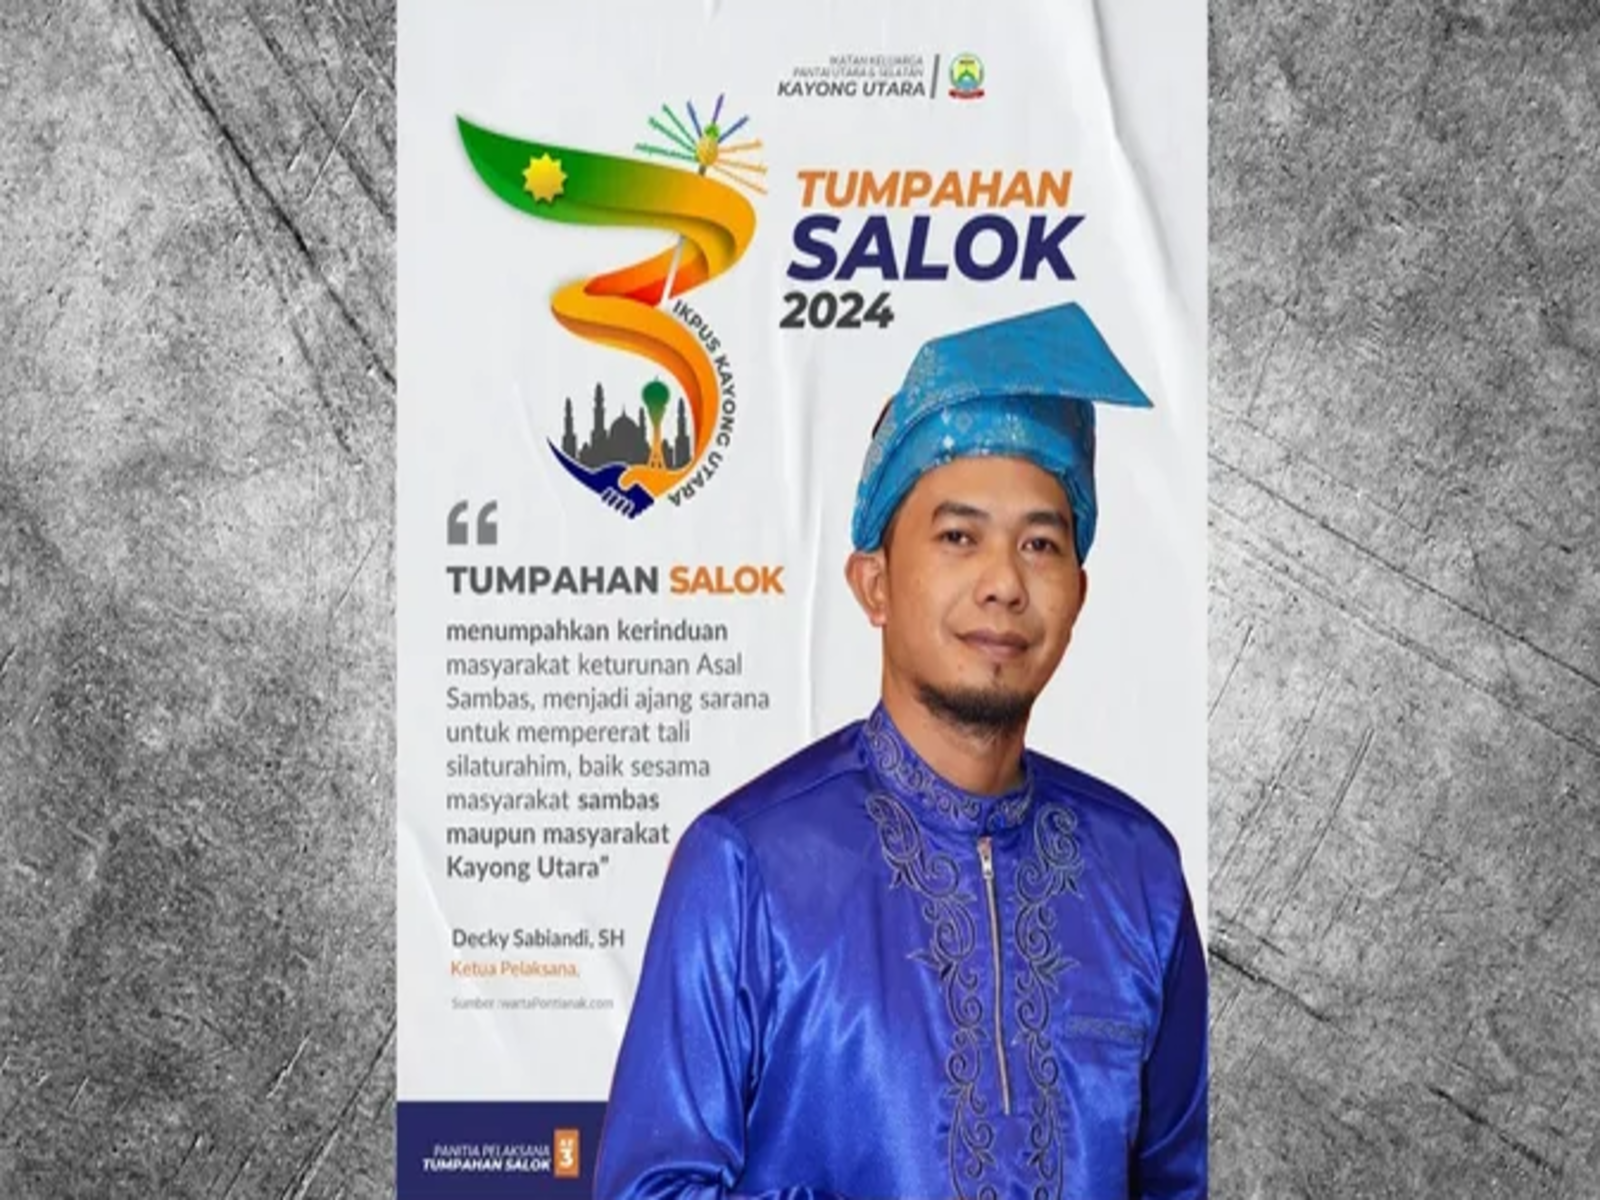 IKATAN KELUARGA
PANTAI UTARA & SELATAN
KAYONG UTARA
TUMPAHAN
SALOK
2024
IKPUS KAYONG UTARA
“
TUMPAHAN SALOK
menumpahkan kerinduan
masyarakat keturunan Asal
Sambas, menjadi ajang sarana
untuk mempererat tali
silaturahim, baik sesama
masyarakat sambas
maupun masyarakat
Kayong Utara”
Decky Sabiandi, SH
Ketua Pelaksana,
Sumber :wartaPontianak.com
PANITIA PELAKSANA
TUMPAHAN SALOK
KE
3